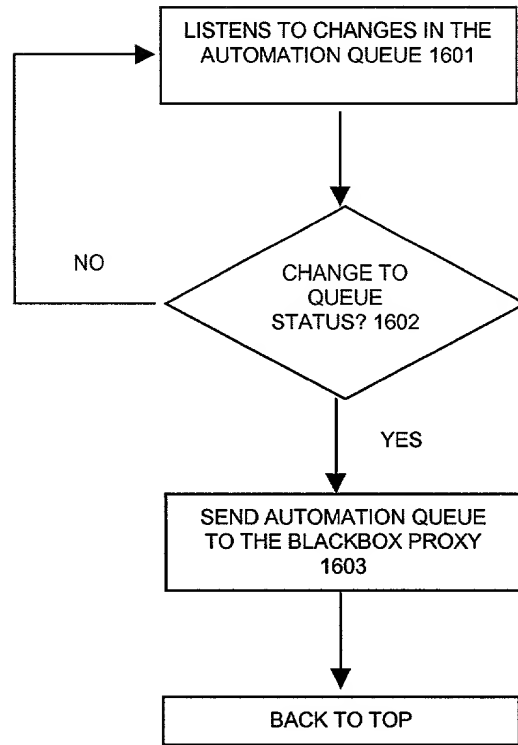 LISTENS TO CHANGES IN THE
AUTOMATION QUEUE 1601
NO
CHANGE TO
QUEUE
STATUS? 1602
YES
SEND AUTOMATION QUEUE
TO THE BLACKBOX PROXY
1603
BACK TO TOP